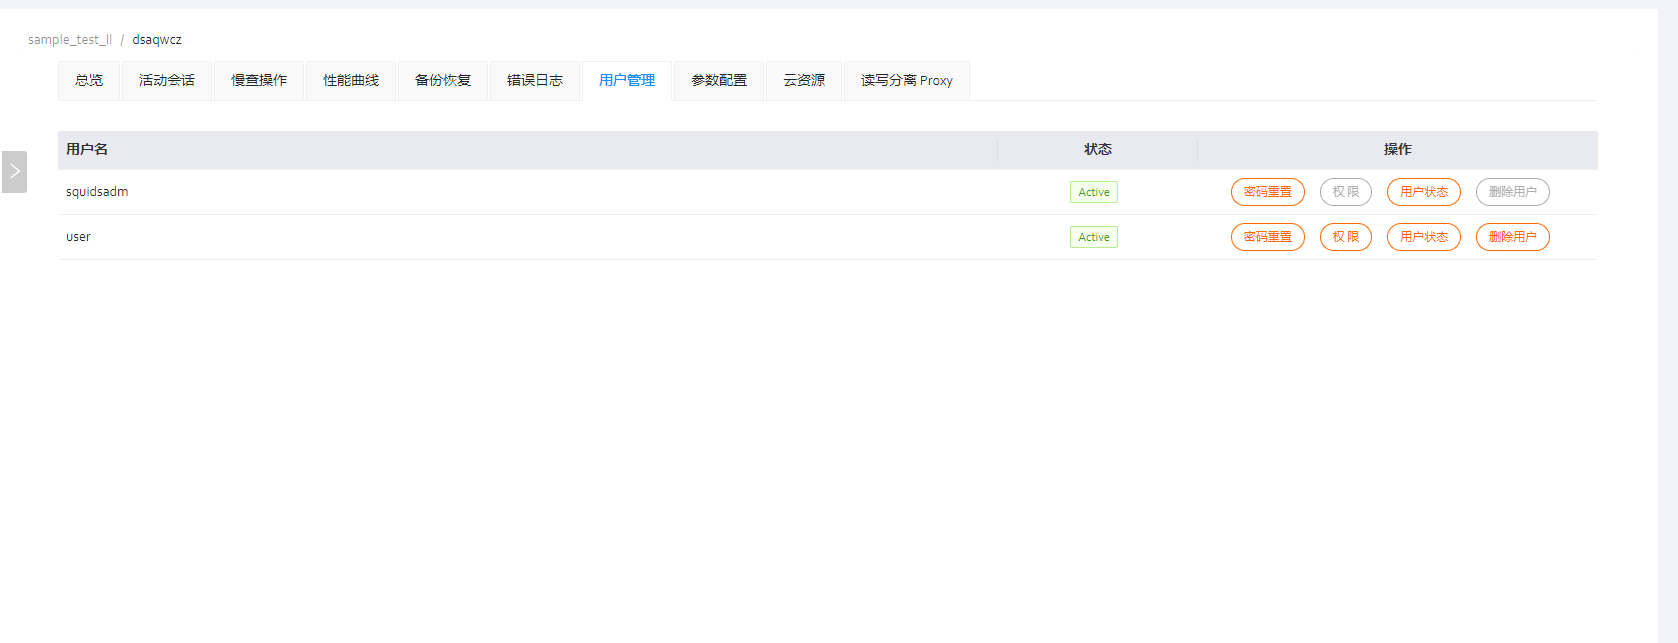 sample_test_ll / dsaqwcz
总览 活动会话 慢查操作 性能曲线 备份恢复 错误日志 用户管理 参数配置 云资源 读写分离 Proxy
用户名 状态 操作
squidsadm Active 密码重置 权 限 用户状态 删除用户
user Active 密码重置 权 限 用户状态 删除用户